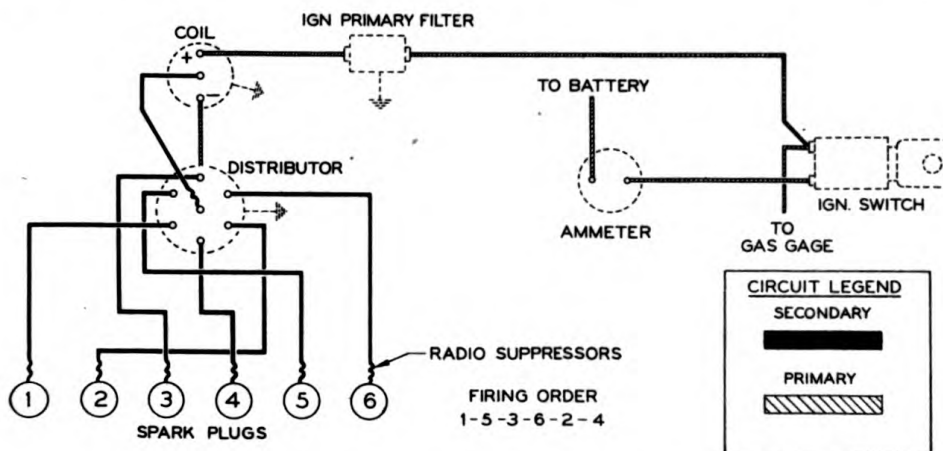 IGN PRIMARY FILTER
COIL
+
−
TO BATTERY
DISTRIBUTOR
AMMETER
IGN. SWITCH
TO
GAS GAGE
CIRCUIT LEGEND
SECONDARY
PRIMARY
RADIO SUPPRESSORS
1 2 3 4 5 6
SPARK PLUGS
FIRING ORDER
1-5-3-6-2-4